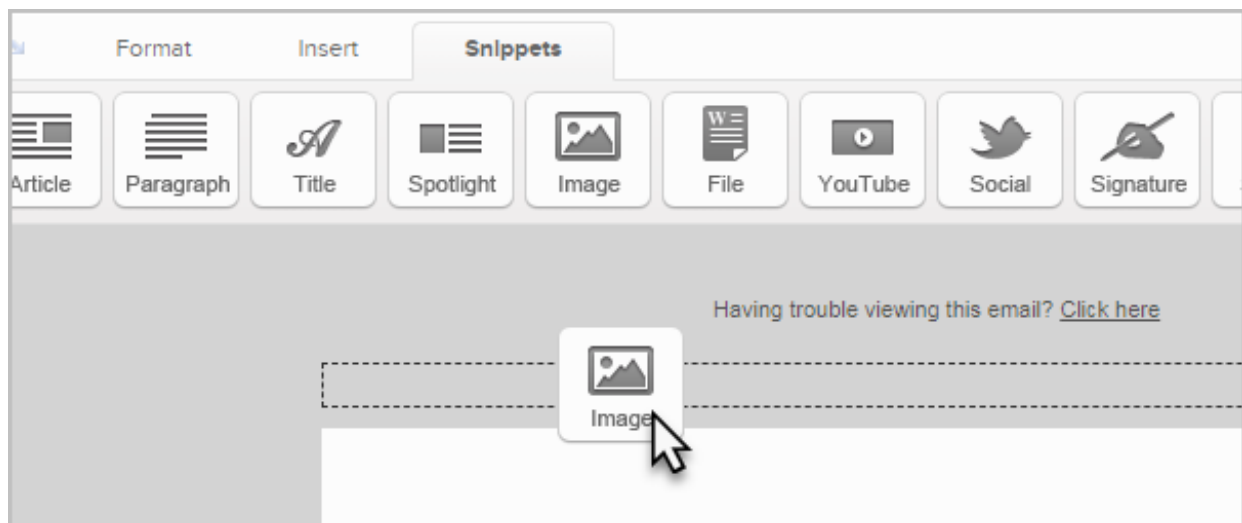 Format Insert Snippets
Article Paragraph Title Spotlight Image File YouTube Social Signature
Having trouble viewing this email? Click here
Image